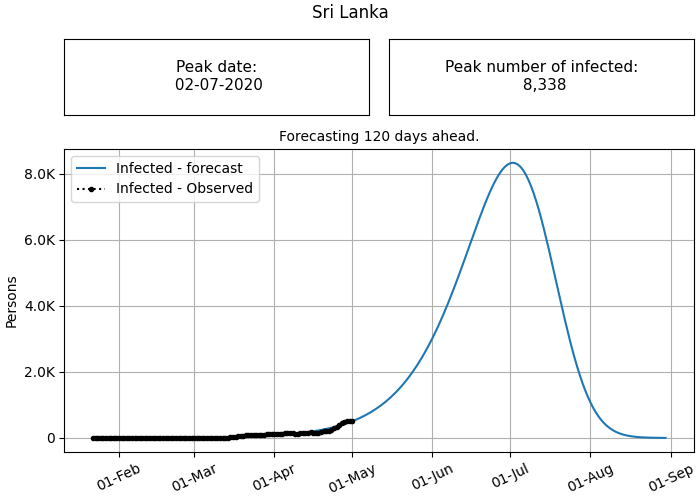 Sri Lanka
Peak date:
02-07-2020
Peak number of infected:
8,338
Forecasting 120 days ahead.
Infected - forecast
Infected - Observed
Persons
8.0K
6.0K
4.0K
2.0K
0
01-Feb
01-Mar
01-Apr
01-May
01-Jun
01-Jul
01-Aug
01-Sep